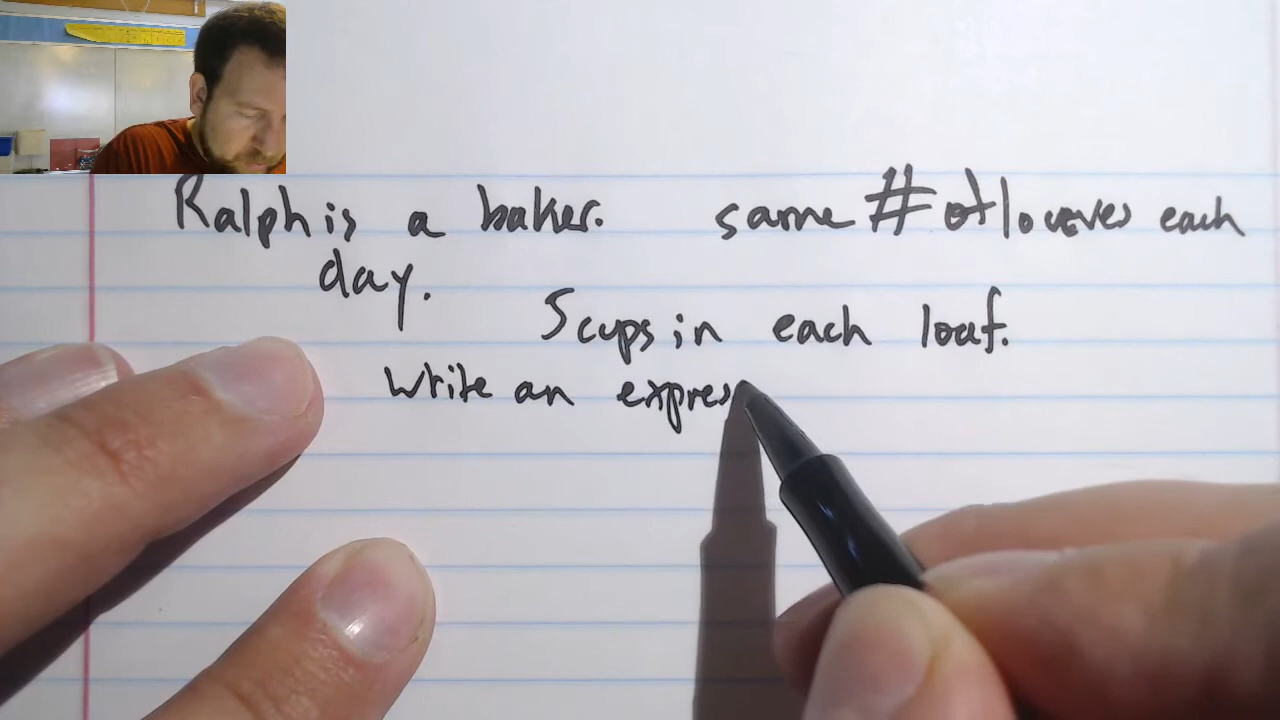 Ralph is a baker. same # of loaves each
day.
5 cups in each loaf.
write an expres